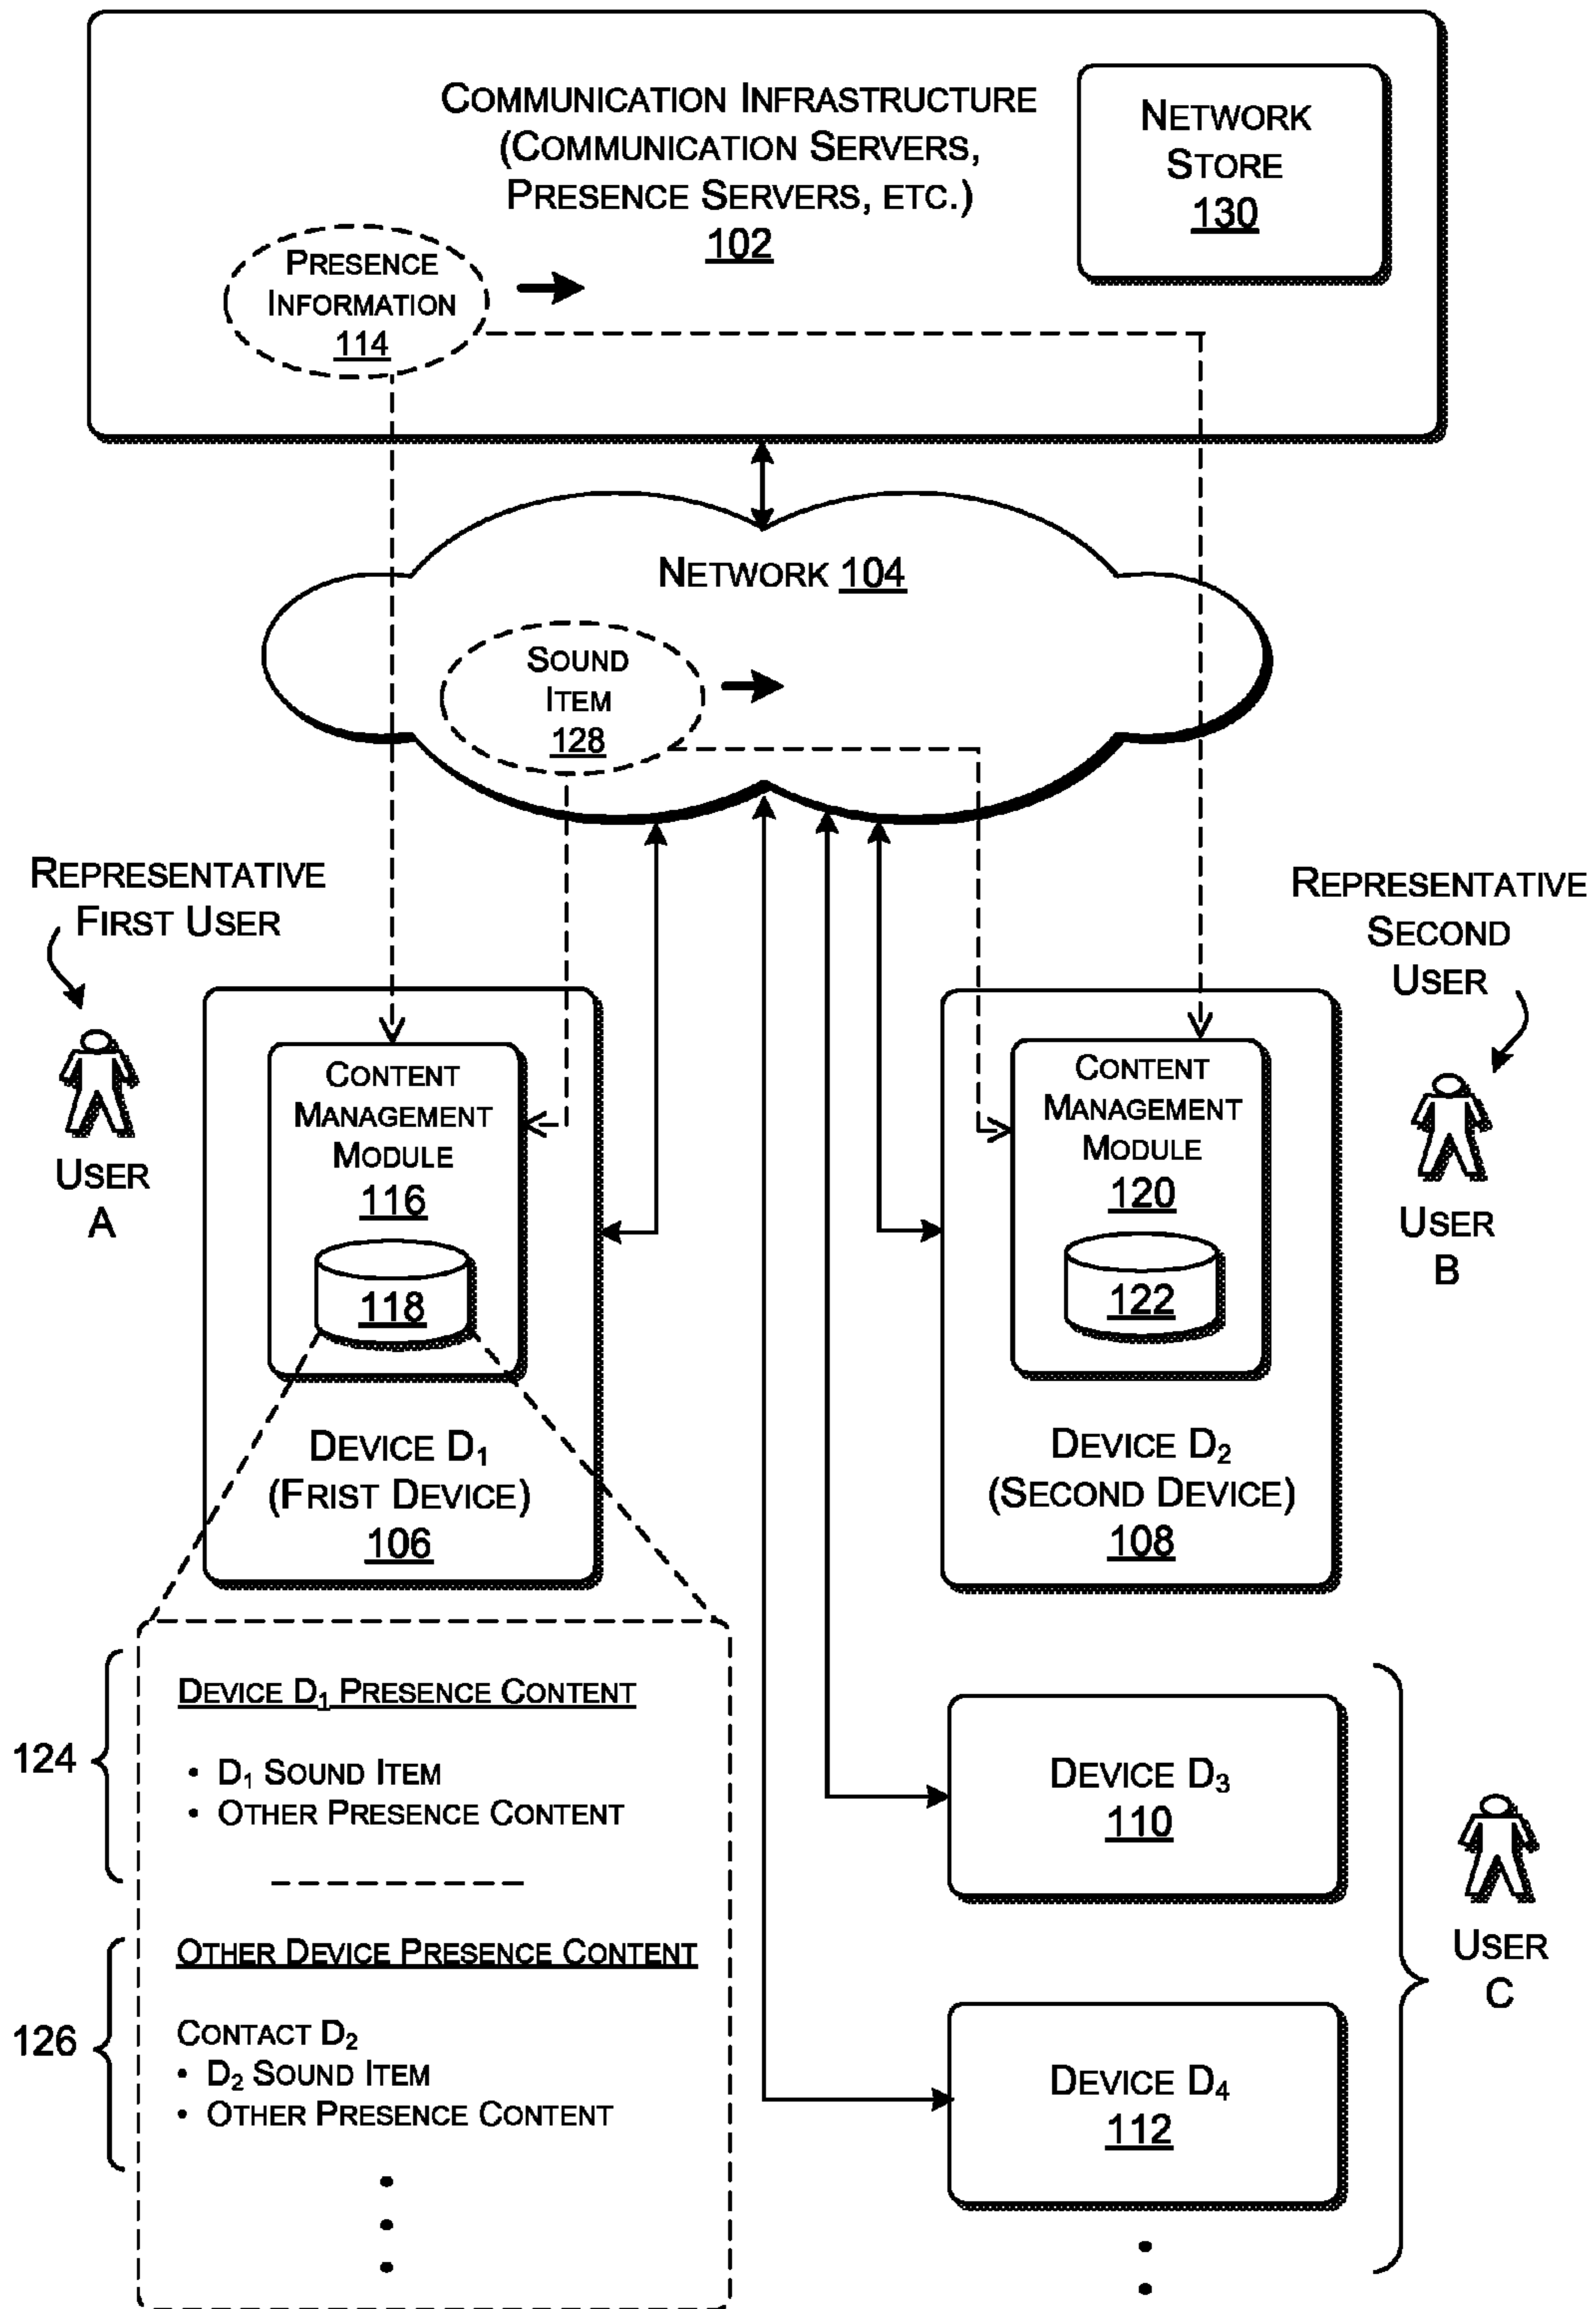 COMMUNICATION INFRASTRUCTURE
(COMMUNICATION SERVERS,
PRESENCE SERVERS, ETC.)
102
NETWORK
STORE
130
PRESENCE
INFORMATION
114
NETWORK 104
SOUND
ITEM
128
REPRESENTATIVE
FIRST USER
USER
A
REPRESENTATIVE
SECOND
USER
USER
B
CONTENT
MANAGEMENT
MODULE
116
118
DEVICE D1
(FRIST DEVICE)
106
CONTENT
MANAGEMENT
MODULE
120
122
DEVICE D2
(SECOND DEVICE)
108
124
DEVICE D1 PRESENCE CONTENT
• D1 SOUND ITEM
• OTHER PRESENCE CONTENT
126
OTHER DEVICE PRESENCE CONTENT
CONTACT D2
• D2 SOUND ITEM
• OTHER PRESENCE CONTENT
DEVICE D3
110
DEVICE D4
112
USER
C